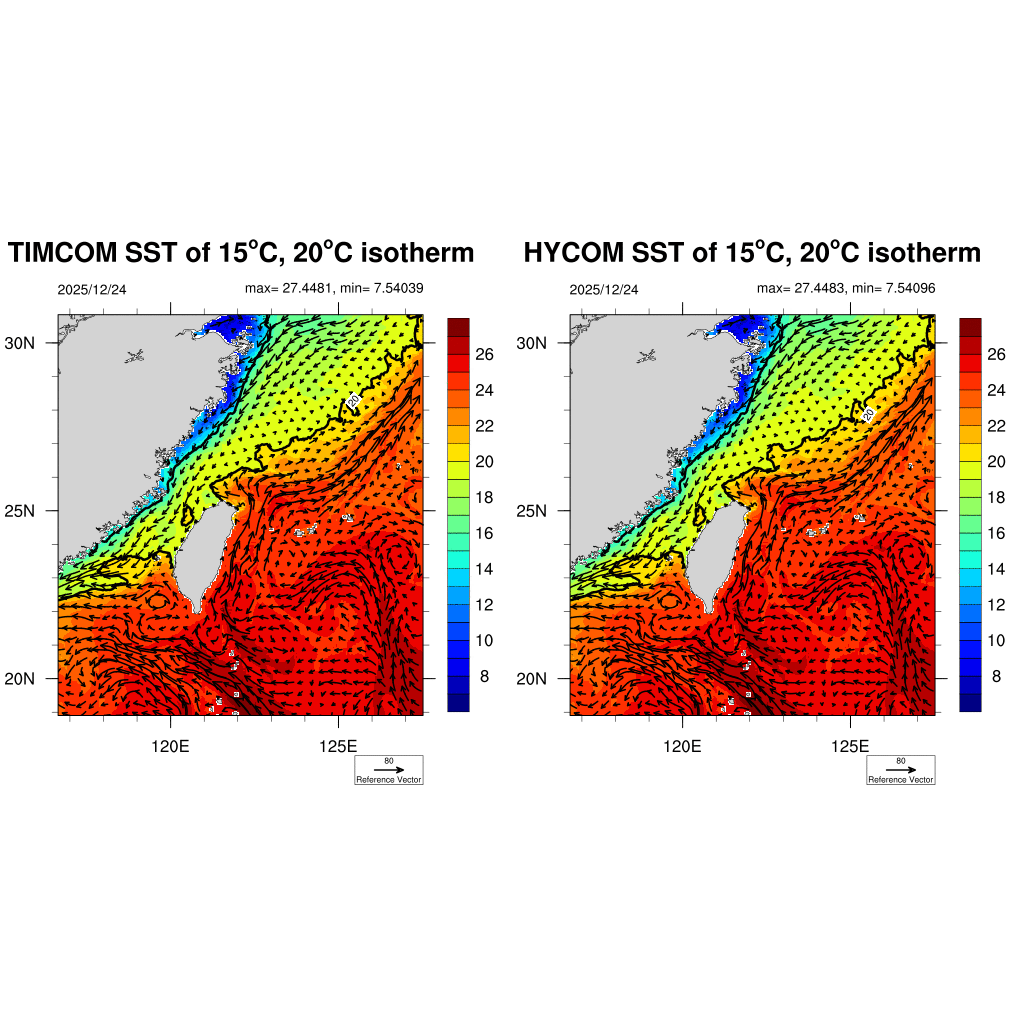 TIMCOM SST of 15°C, 20°C isotherm
2025/12/24
max= 27.4481, min= 7.54039
30N
25N
20N
120E
125E
20
26
24
22
20
18
16
14
12
10
8
80
Reference Vector
HYCOM SST of 15°C, 20°C isotherm
2025/12/24
max= 27.4483, min= 7.54096
30N
25N
20N
120E
125E
20
26
24
22
20
18
16
14
12
10
8
80
Reference Vector